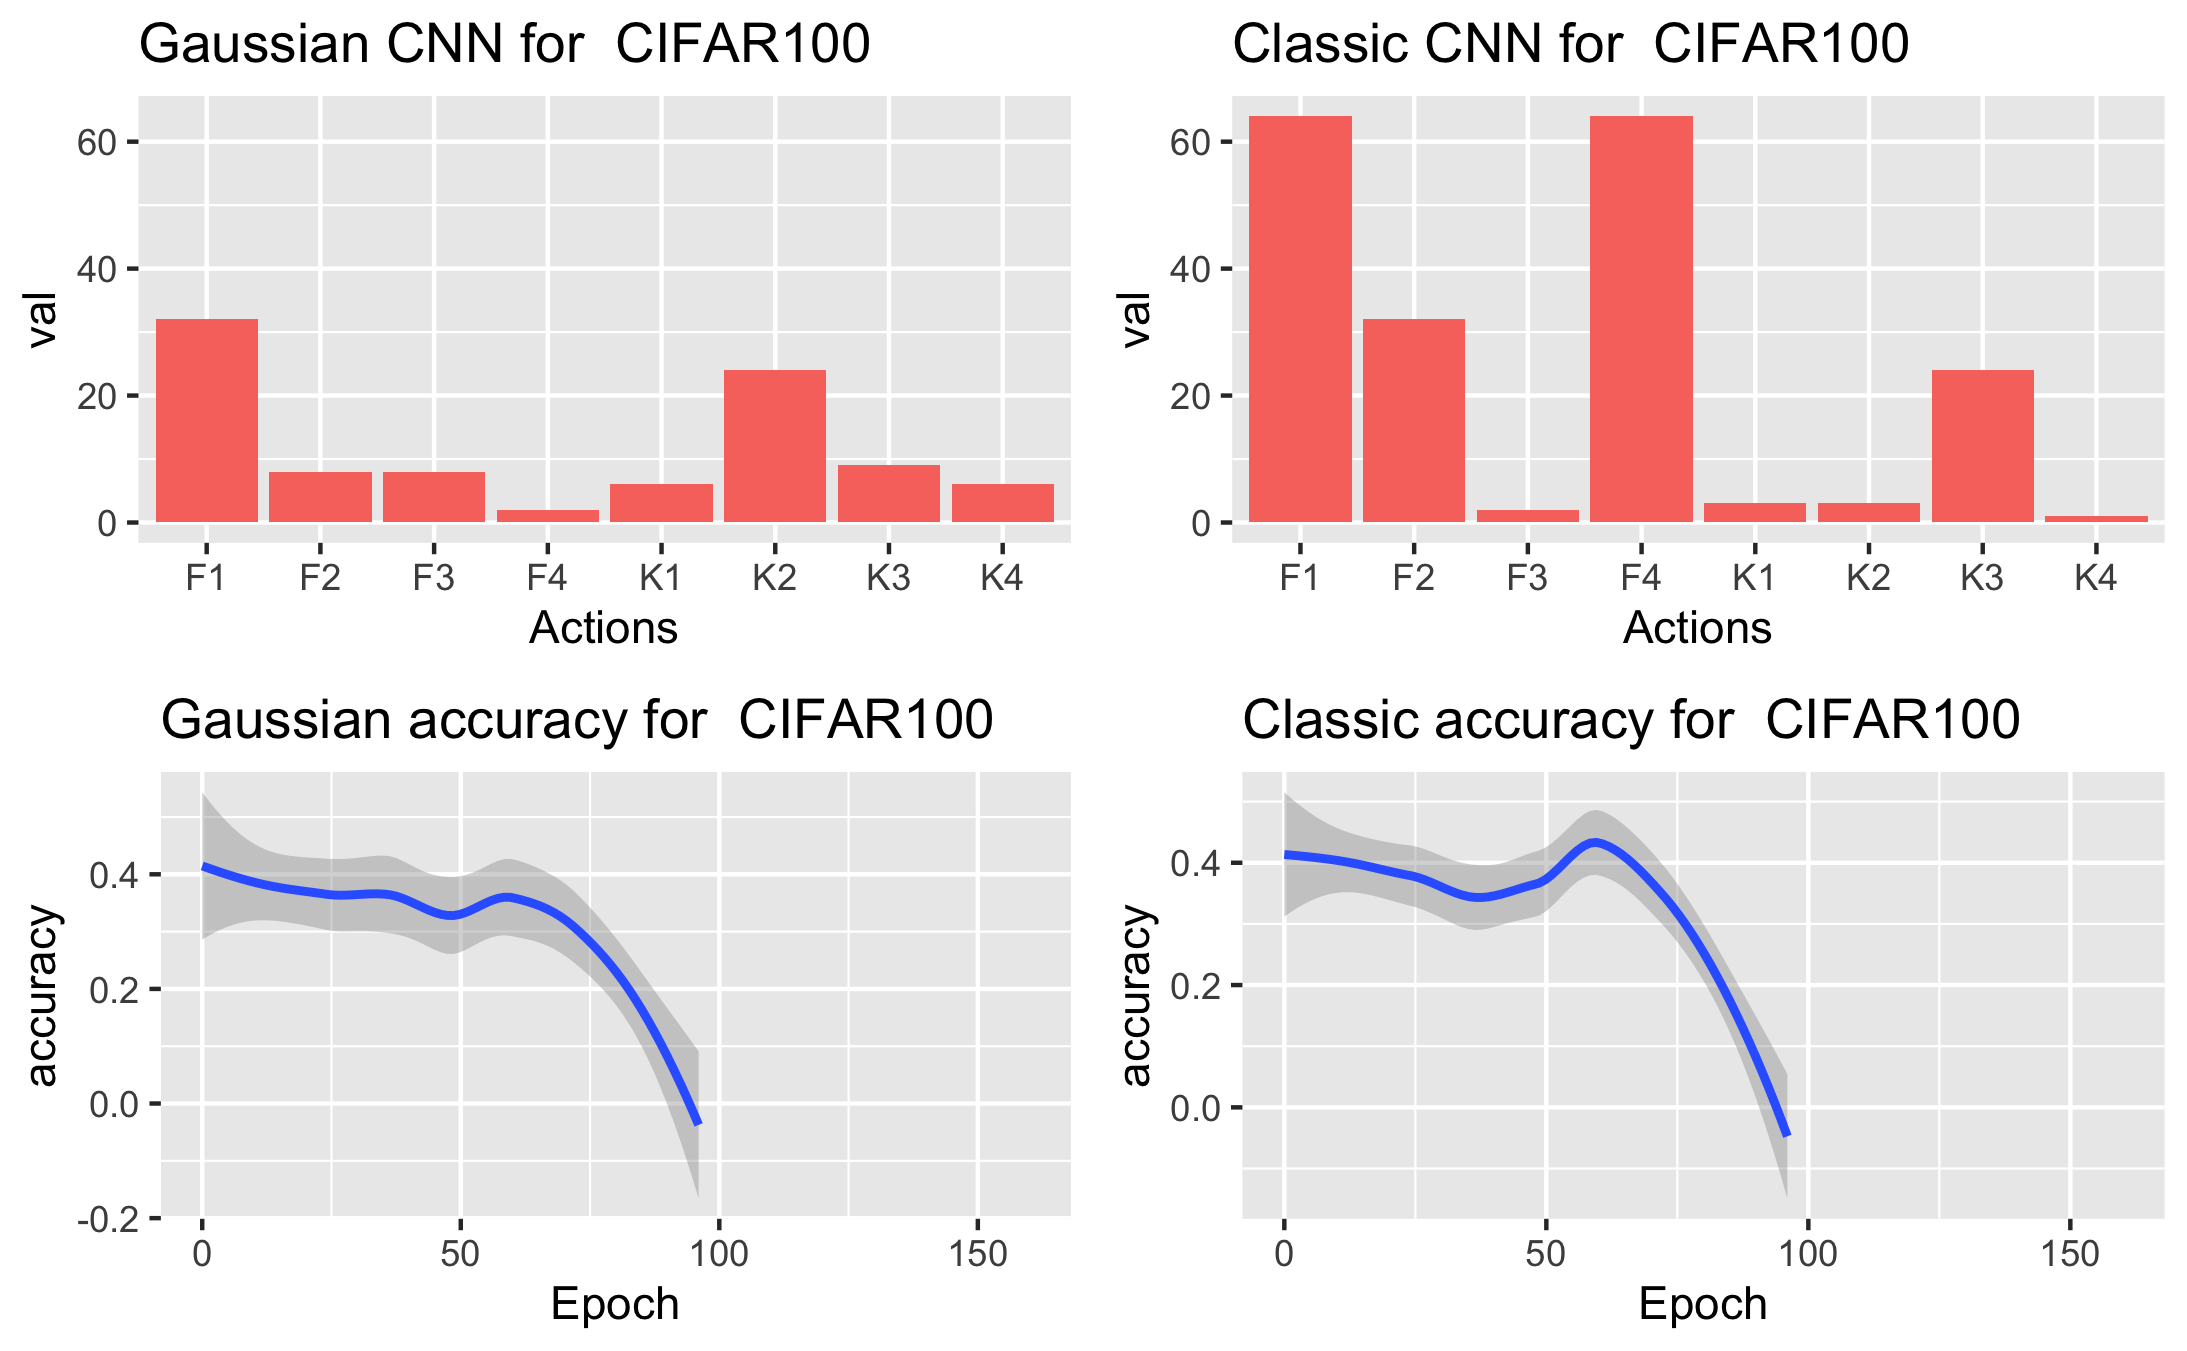 Gaussian CNN for  CIFAR100
val
60
40
20
0
F1 F2 F3 F4 K1 K2 K3 K4
Actions
Classic CNN for  CIFAR100
val
60
40
20
0
F1 F2 F3 F4 K1 K2 K3 K4
Actions
Gaussian accuracy for  CIFAR100
accuracy
0.4
0.2
0.0
-0.2
0 50 100 150
Epoch
Classic accuracy for  CIFAR100
accuracy
0.4
0.2
0.0
0 50 100 150
Epoch